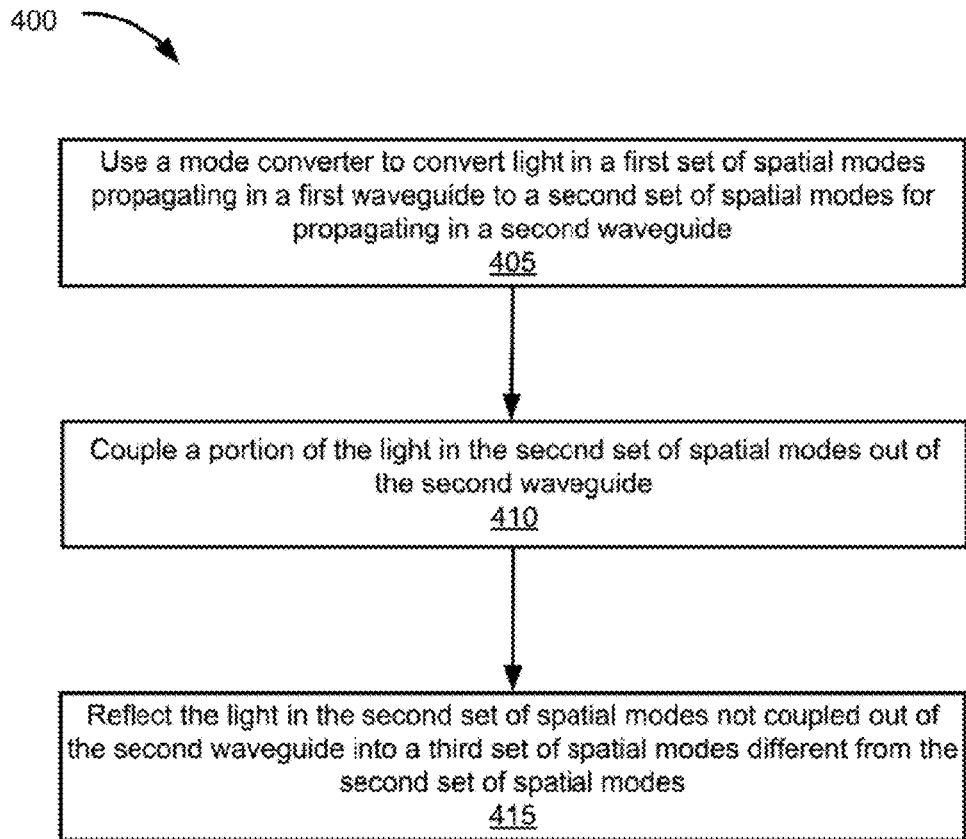 400
Use a mode converter to convert light in a first set of spatial modes
propagating in a first waveguide to a second set of spatial modes for
propagating in a second waveguide
405
Couple a portion of the light in the second set of spatial modes out of
the second waveguide
410
Reflect the light in the second set of spatial modes not coupled out of
the second waveguide into a third set of spatial modes different from the
second set of spatial modes
415